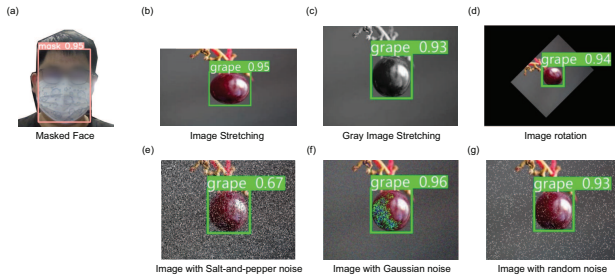 (a)
mask 0.95
Masked Face
(b)
grape 0.95
Image Stretching
(c)
grape 0.93
Gray Image Stretching
(d)
grape 0.94
Image rotation
(e)
grape 0.67
Image with Salt-and-pepper noise
(f)
grape 0.96
Image with Gaussian noise
(g)
grape 0.93
Image with random noise